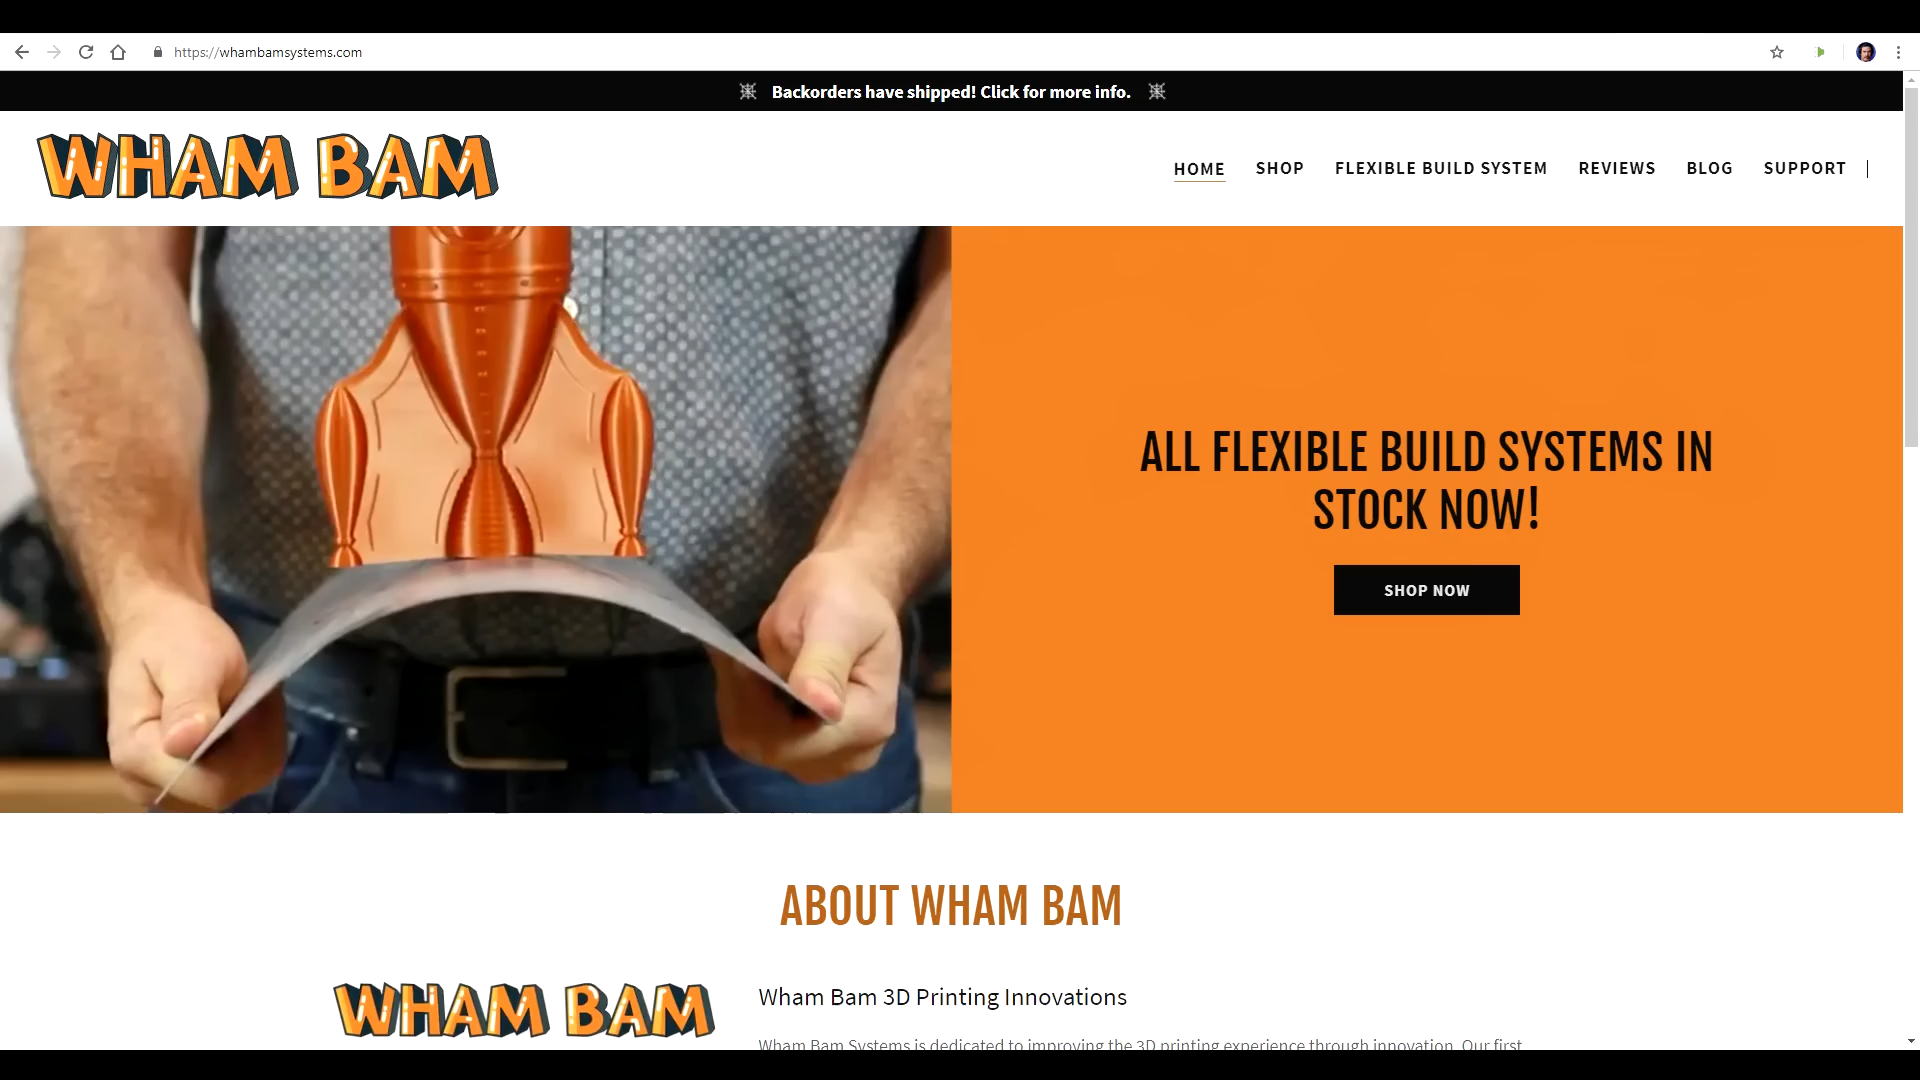 https://whambamsystems.com
Backorders have shipped! Click for more info.
WHAM BAM
HOME SHOP FLEXIBLE BUILD SYSTEM REVIEWS BLOG SUPPORT
ALL FLEXIBLE BUILD SYSTEMS IN
STOCK NOW!
SHOP NOW
ABOUT WHAM BAM
WHAM BAM
Wham Bam 3D Printing Innovations
Wham Bam Systems is dedicated to improving the 3D printing experience through innovation. Our first